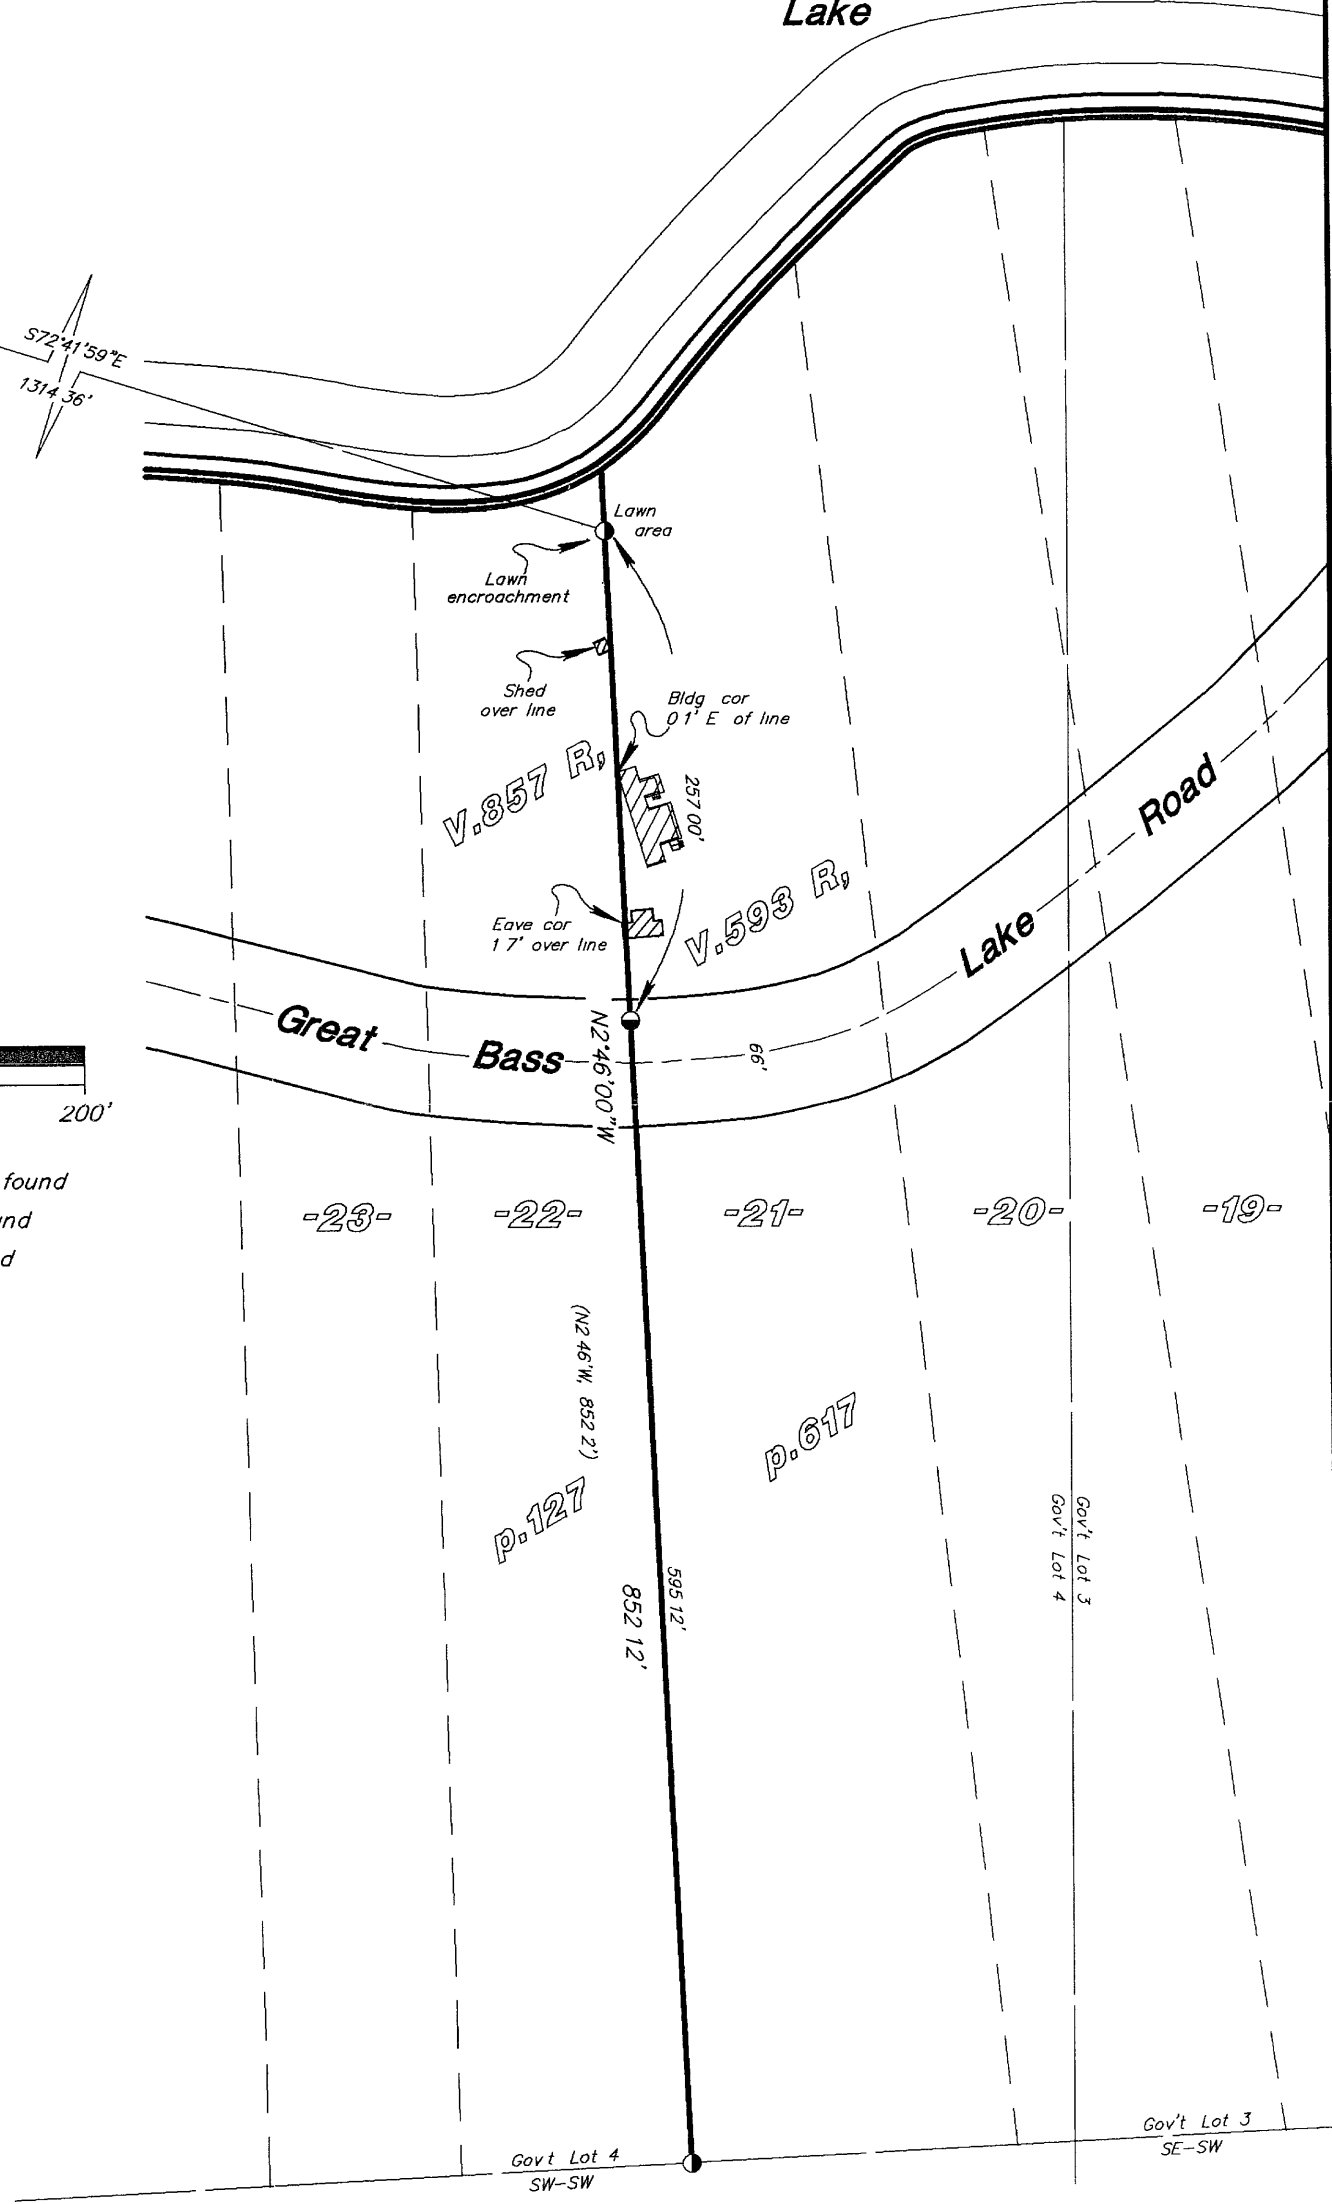 Lake
S72°41'59"E
1314 36'
Lawn
area
Lawn
encroachment
Shed
over line
Bldg cor
0 1' E of line
V.857 R,
257 00'
Road
V.593 R,
Eave cor
1 7' over line
Lake
Great
Bass
N2°46'00"W
66'
200'
found
nd
d
-23-
-22-
-21-
-20-
-19-
(N2 46'W, 852 2')
p.617
p.127
Gov't Lot 3
Gov't Lot 4
595 12'
852 12'
Gov't Lot 3
SE-SW
Gov t Lot 4
SW-SW